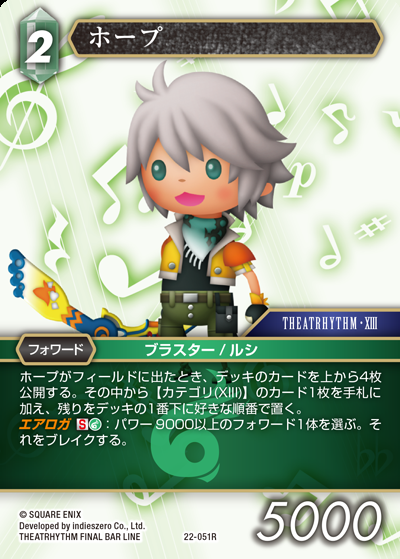 2
ホープ
THEATRHYTHM・XIII
フォワード
ブラスター / ルシ
ホープがフィールドに出たとき、デッキのカードを上から4枚
公開する。その中から【カテゴリ(XIII)】のカード1枚を手札に
加え、残りをデッキの1番下に好きな順番で置く。
エアロガ S：パワー9000以上のフォワード1体を選ぶ。そ
れをブレイクする。
© SQUARE ENIX
Developed by indieszero Co., Ltd.
THEATRHYTHM FINAL BAR LINE
22-051R
5000